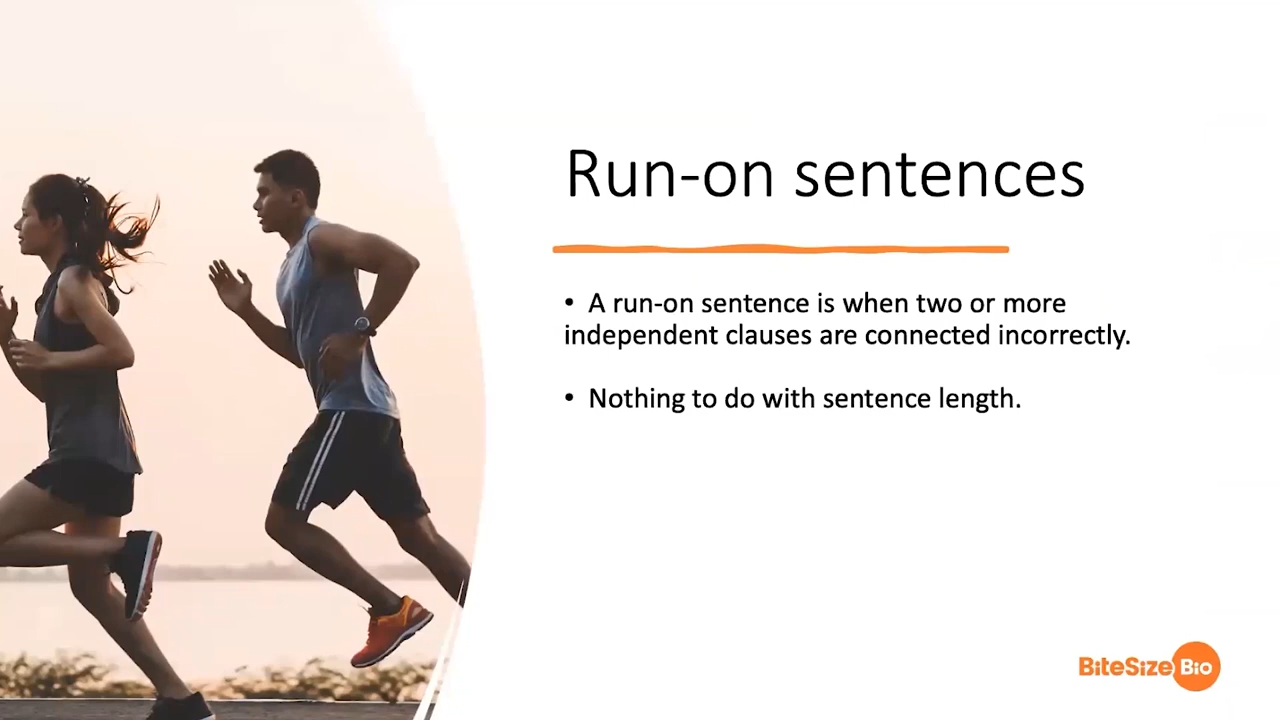 Run-on sentences
• A run-on sentence is when two or more
independent clauses are connected incorrectly.
• Nothing to do with sentence length.
BiteSize Bio